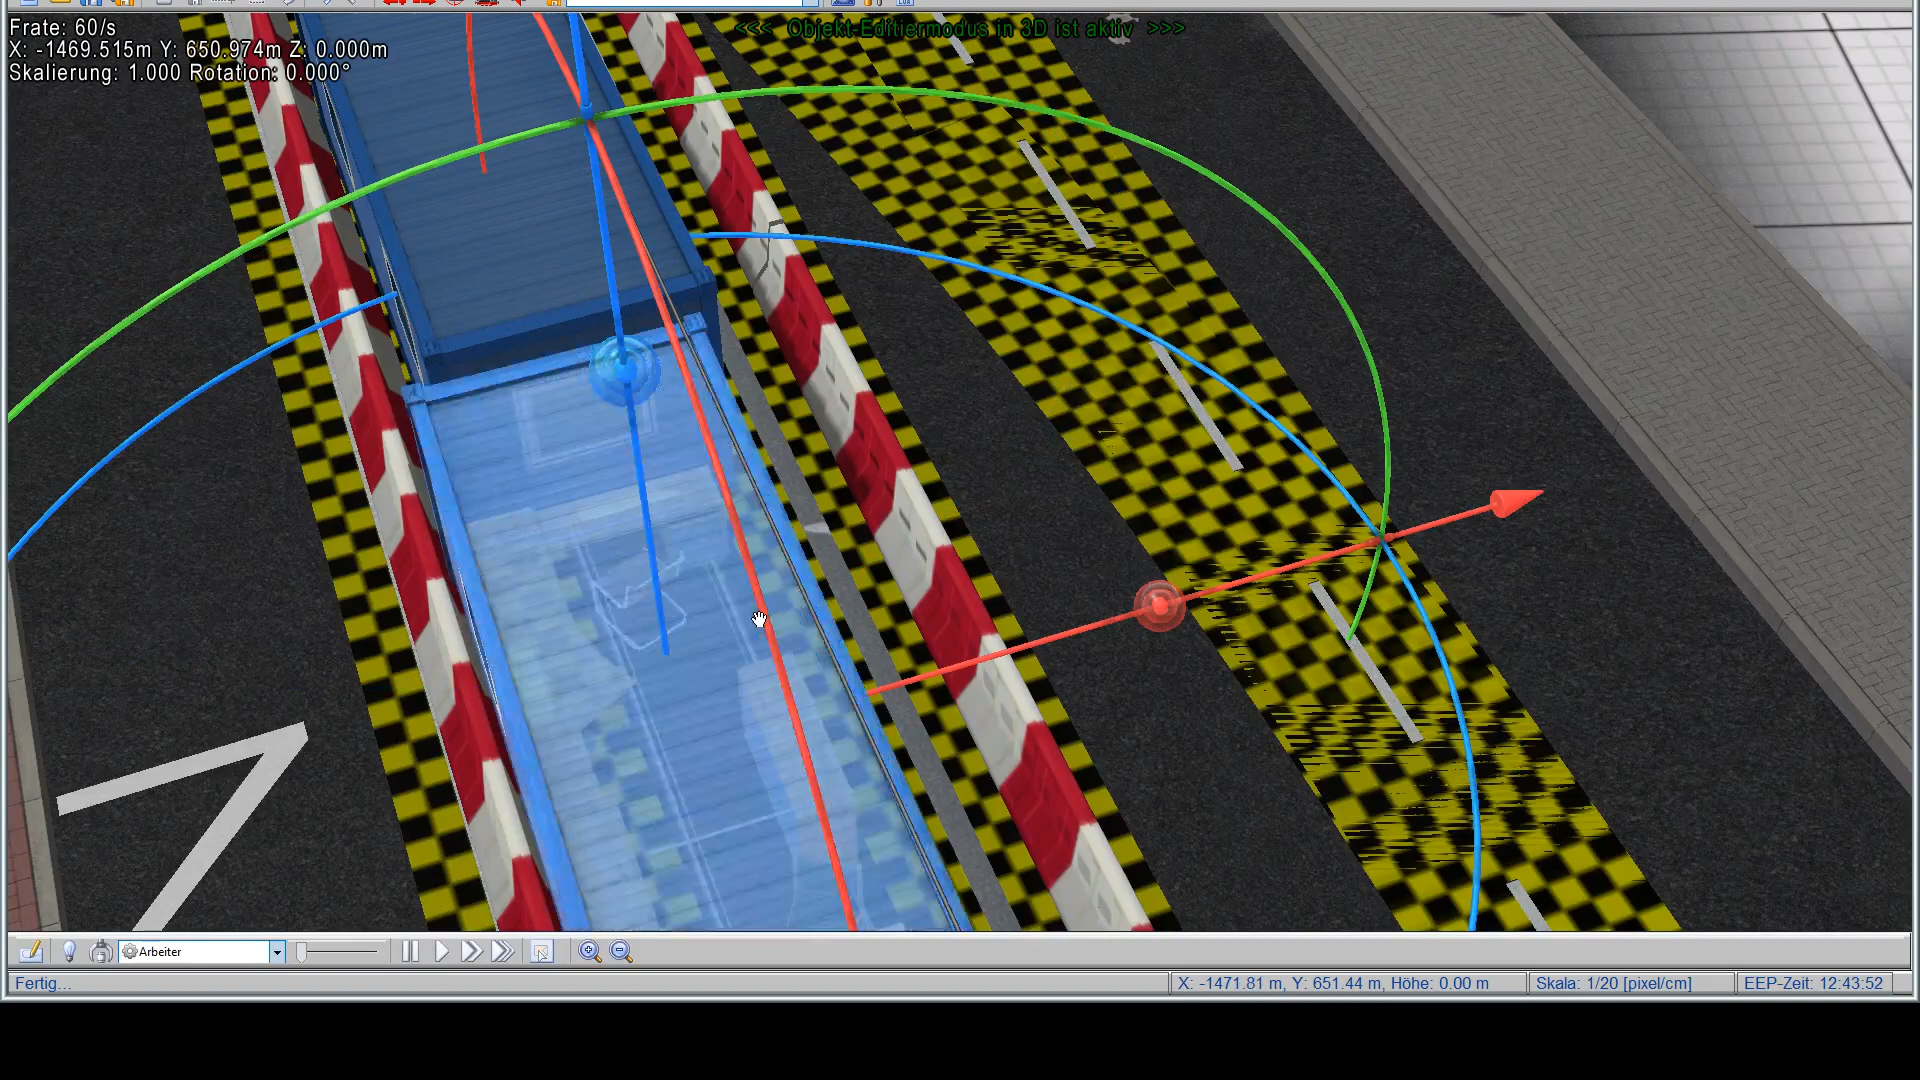 Frate: 60/s
<<< Objekt-Editiermodus in 3D ist aktiv >>>
X: -1469.515m Y: 650.974m Z: 0.000m
Skalierung: 1.000 Rotation: 0.000°
Arbeiter
Fertig...
X: -1471.81 m, Y: 651.44 m, Höhe: 0.00 m
Skala: 1/20 [pixel/cm]
EEP-Zeit: 12:43:52